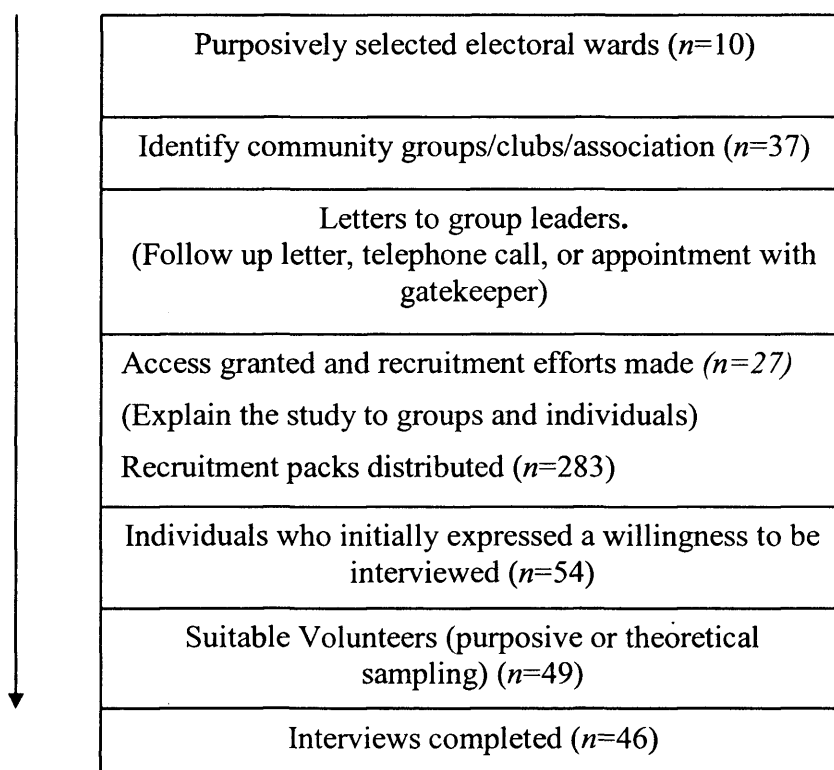 Purposively selected electoral wards (n=10)
Identify community groups/clubs/association (n=37)
Letters to group leaders.
(Follow up letter, telephone call, or appointment with
gatekeeper)
Access granted and recruitment efforts made (n=27)
(Explain the study to groups and individuals)
Recruitment packs distributed (n=283)
Individuals who initially expressed a willingness to be
interviewed (n=54)
Suitable Volunteers (purposive or theoretical
sampling) (n=49)
Interviews completed (n=46)